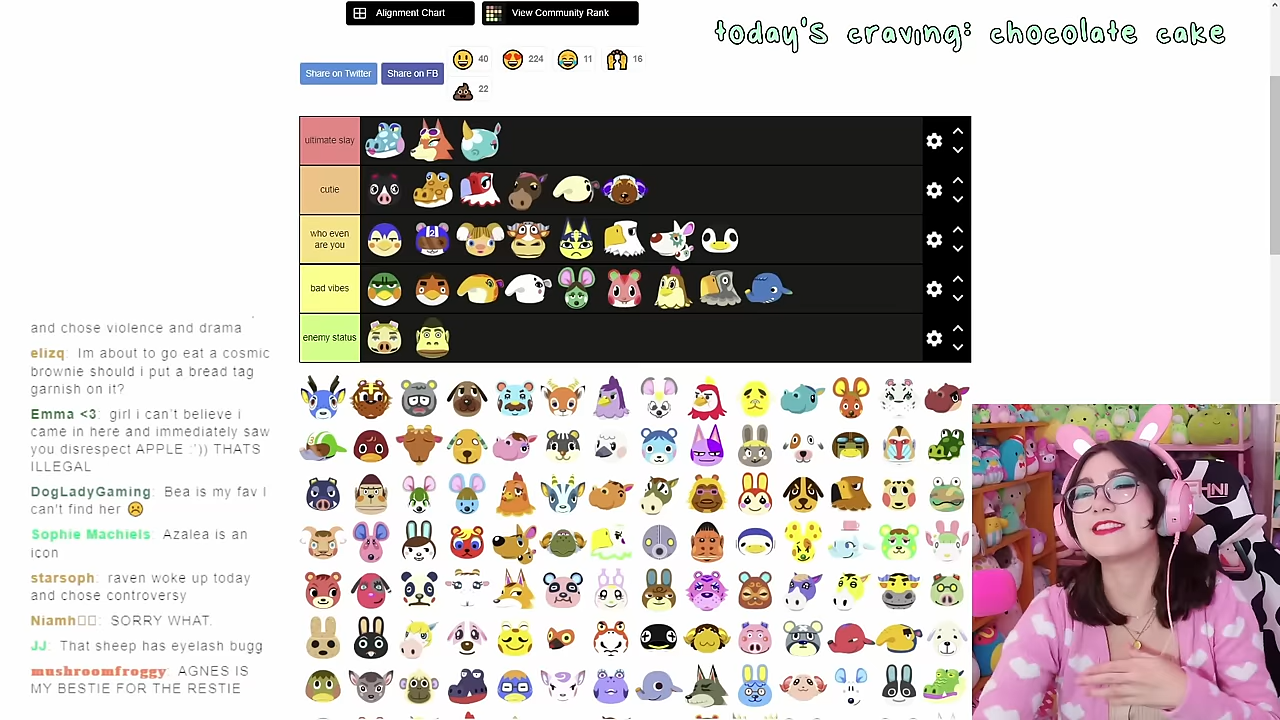 Alignment Chart
View Community Rank
today's craving: chocolate cake
Share on Twitter
Share on FB
40
224
11
16
22
ultimate slay
cutie
who even
are you
bad vibes
enemy status
and chose violence and drama
elizq: Im about to go eat a cosmic
brownie should i put a bread tag
garnish on it?
Emma <3: girl i can't believe i
came in here and immediately saw
you disrespect APPLE :')) THATS
ILLEGAL
DogLadyGaming: Bea is my fav I
can't find her
Sophie Machiels: Azalea is an
icon
starsoph: raven woke up today
and chose controversy
Niamh: SORRY WHAT.
JJ: That sheep has eyelash bugg
mushroomfroggy: AGNES IS
MY BESTIE FOR THE RESTIE